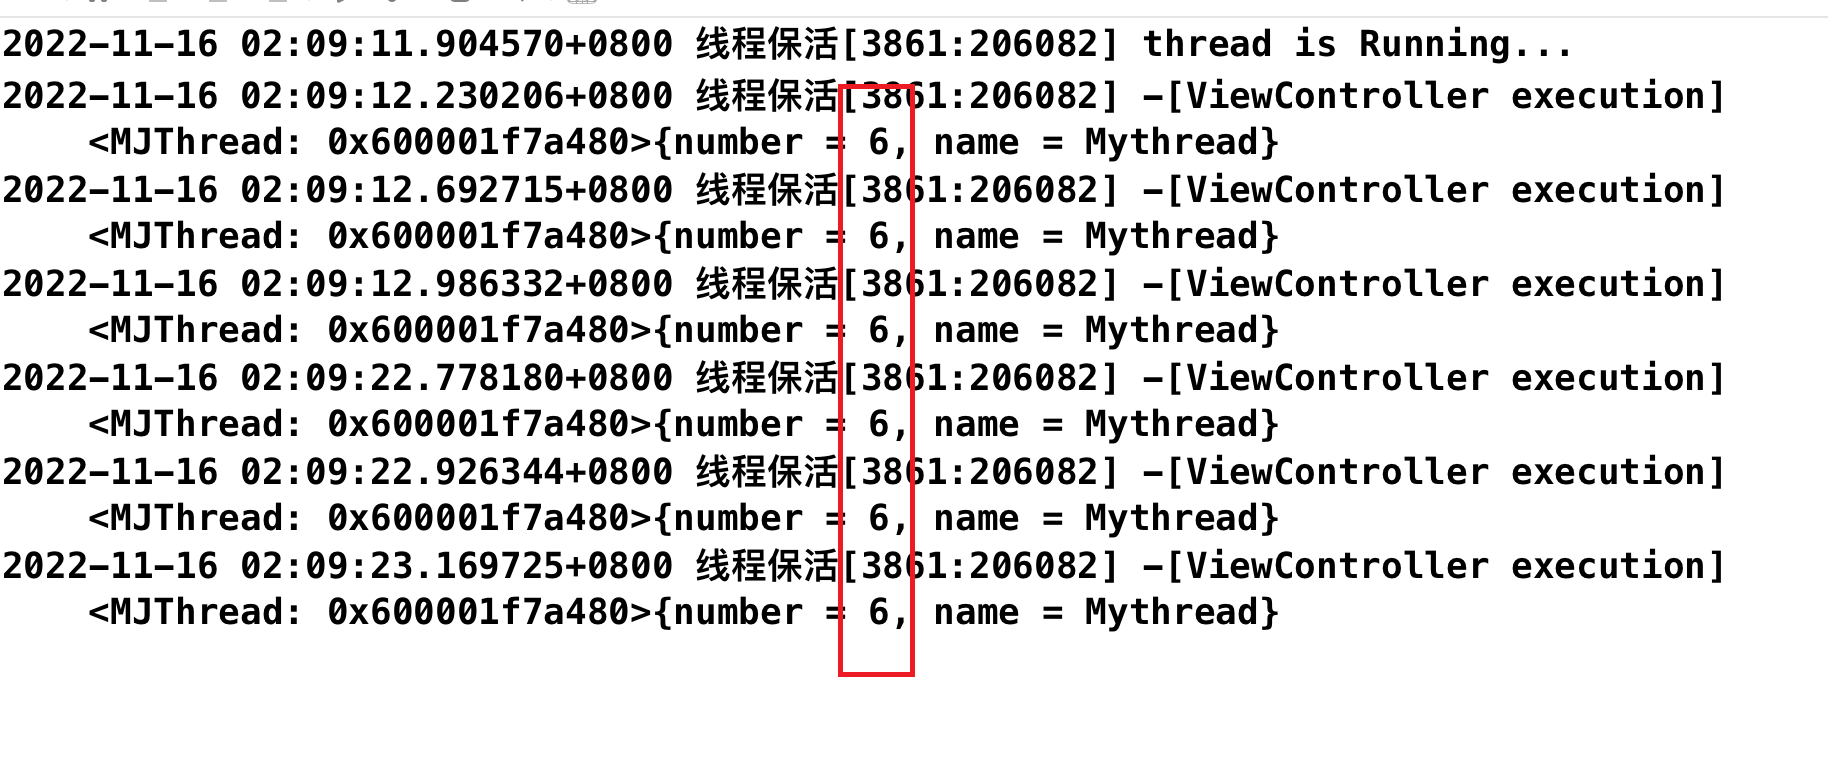 2022-11-16 02:09:11.904570+0800 线程保活[3861:206082] thread is Running...
2022-11-16 02:09:12.230206+0800 线程保活[3861:206082] -[ViewController execution]
<MJThread: 0x600001f7a480>{number = 6, name = Mythread}
2022-11-16 02:09:12.692715+0800 线程保活[3861:206082] -[ViewController execution]
<MJThread: 0x600001f7a480>{number = 6, name = Mythread}
2022-11-16 02:09:12.986332+0800 线程保活[3861:206082] -[ViewController execution]
<MJThread: 0x600001f7a480>{number = 6, name = Mythread}
2022-11-16 02:09:22.778180+0800 线程保活[3861:206082] -[ViewController execution]
<MJThread: 0x600001f7a480>{number = 6, name = Mythread}
2022-11-16 02:09:22.926344+0800 线程保活[3861:206082] -[ViewController execution]
<MJThread: 0x600001f7a480>{number = 6, name = Mythread}
2022-11-16 02:09:23.169725+0800 线程保活[3861:206082] -[ViewController execution]
<MJThread: 0x600001f7a480>{number = 6, name = Mythread}